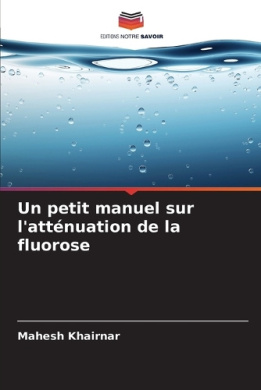 EDITIONS NOTRE SAVOIR
Un petit manuel sur
l'atténuation de la
fluorose
Mahesh Khairnar